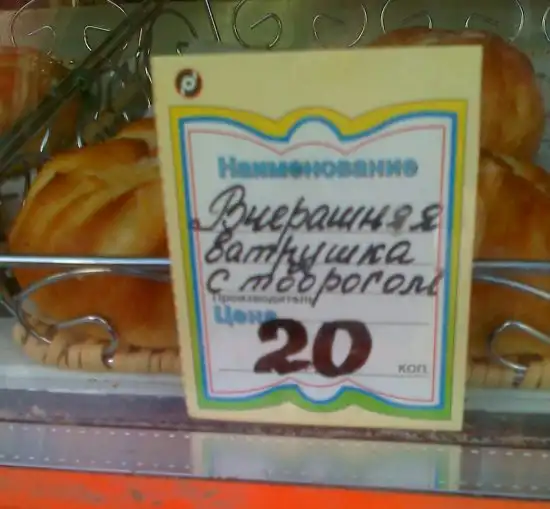 Наименование
Вчерашняя
ватрушка
с творогом
Производитель
Цена
20
коп.